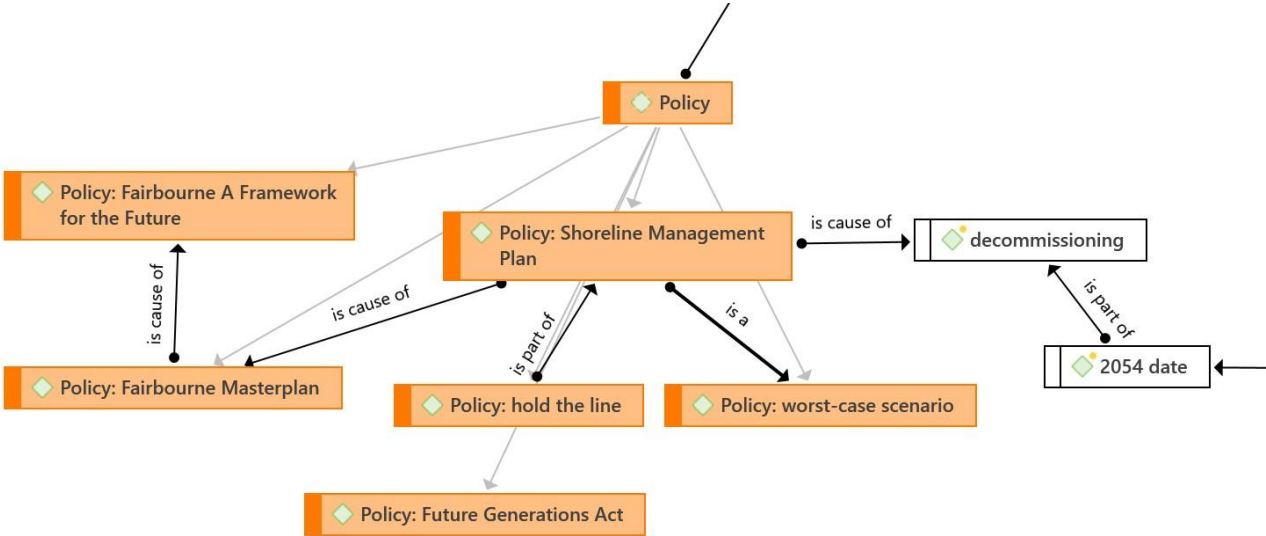 Policy
Policy: Fairbourne A Framework
for the Future
Policy: Shoreline Management
Plan
is cause of
decommissioning
is cause of
is cause of
is part of
is a
is part of
2054 date
Policy: Fairbourne Masterplan
Policy: hold the line
Policy: worst-case scenario
Policy: Future Generations Act